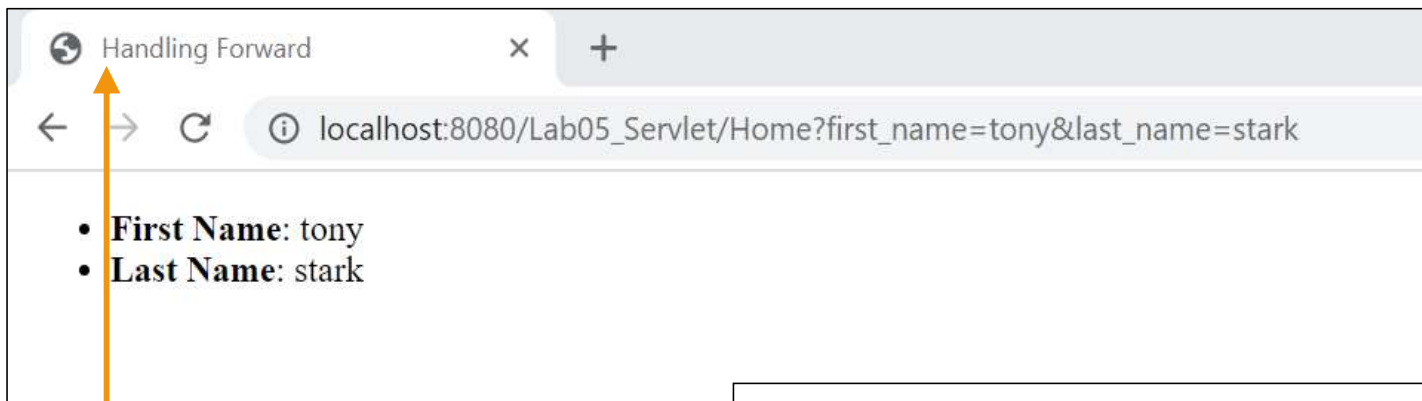 Handling Forward
localhost:8080/Lab05_Servlet/Home?first_name=tony&last_name=stark
• First Name: tony
• Last Name: stark